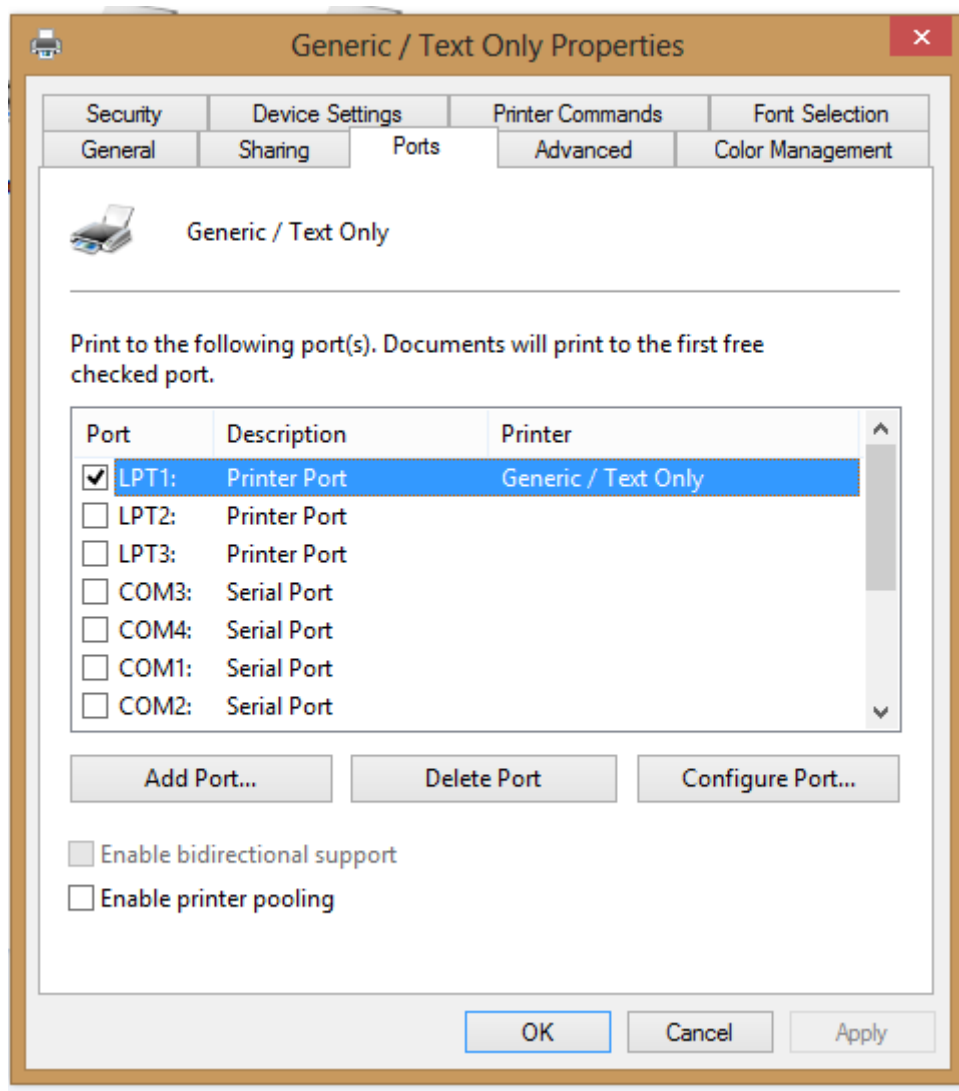 Generic / Text Only Properties
Security Device Settings Printer Commands Font Selection
General Sharing Ports Advanced Color Management
Generic / Text Only
Print to the following port(s). Documents will print to the first free
checked port.
Port Description Printer
LPT1: Printer Port Generic / Text Only
LPT2: Printer Port
LPT3: Printer Port
COM3: Serial Port
COM4: Serial Port
COM1: Serial Port
COM2: Serial Port
Add Port... Delete Port Configure Port...
Enable bidirectional support
Enable printer pooling
OK Cancel Apply